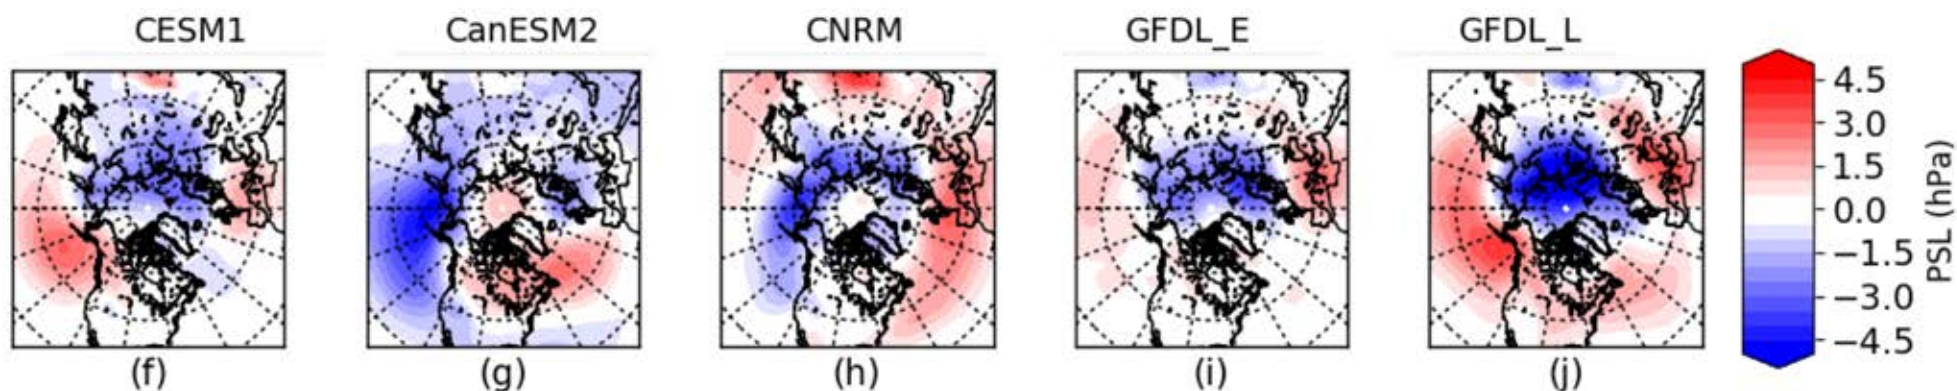 CESM1 CanESM2 CNRM GFDL_E GFDL_L
4.5
3.0
1.5
0.0
−1.5
−3.0
−4.5
PSL (hPa)
(f) (g) (h) (i) (j)